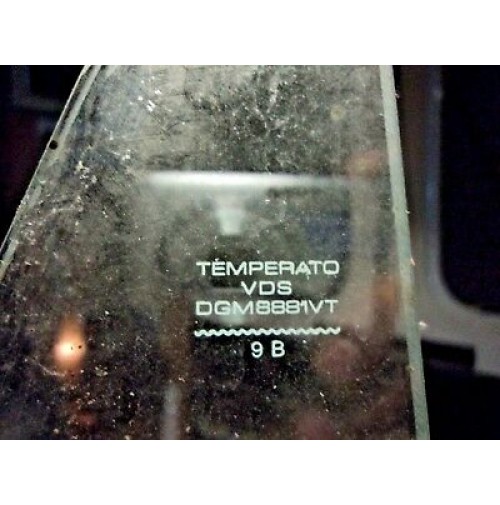 TEMPERATO
VDS
DGM8881VT
9 B